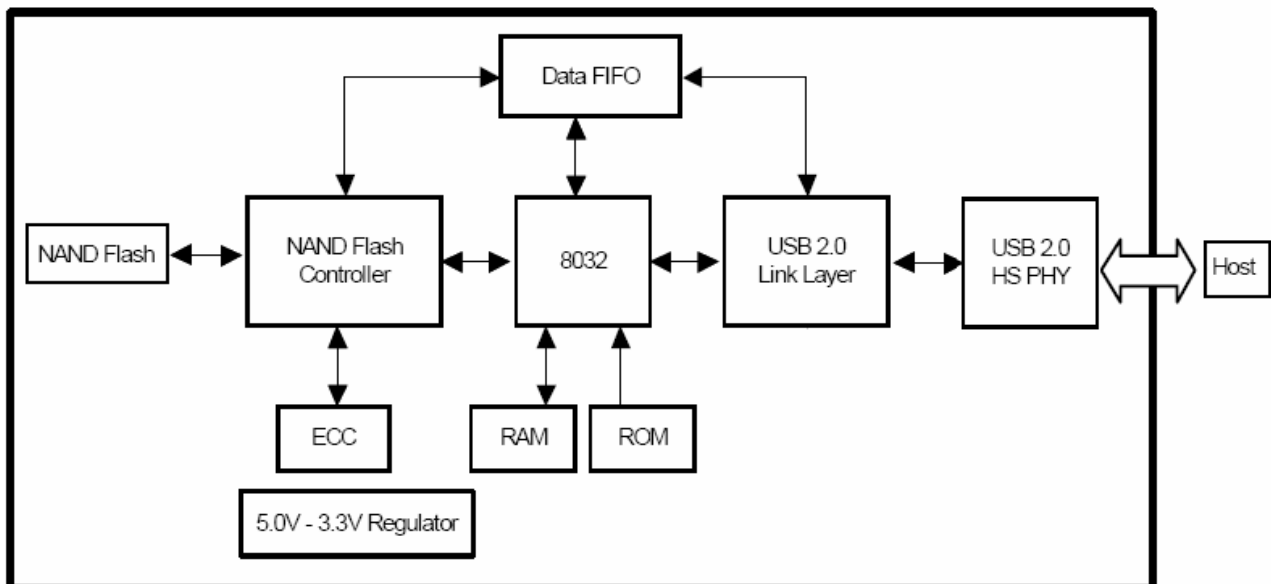 Data FIFO
NAND Flash
NAND Flash
Controller
8032
USB 2.0
Link Layer
USB 2.0
HS PHY
Host
ECC
RAM
ROM
5.0V - 3.3V Regulator